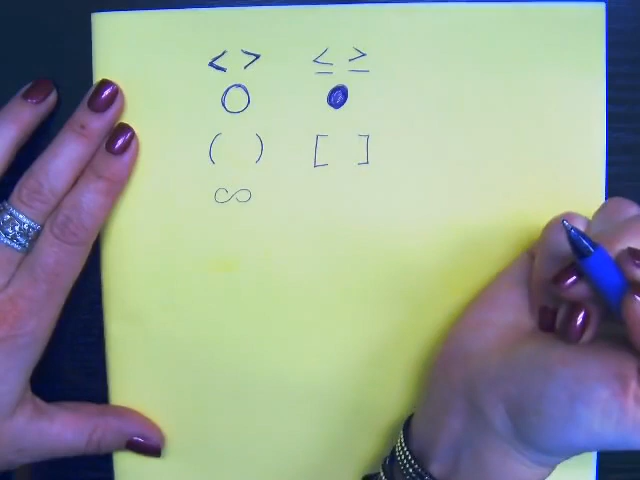 < > ≤ ≥
○ ●
( ) [ ]
∞